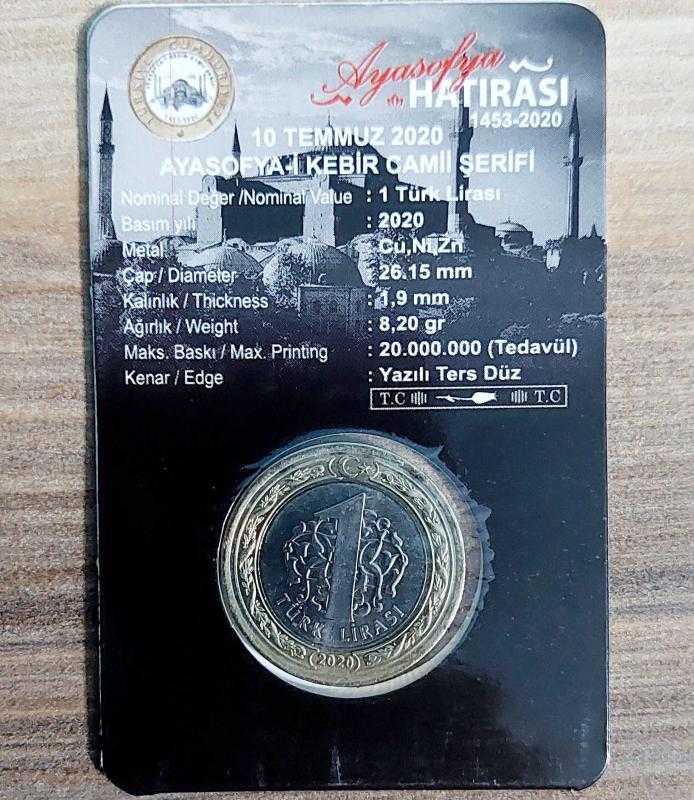 Ayasofya
HATIRASI
1453-2020
10 TEMMUZ 2020
AYASOFYA-İ KEBİR CAMİİ ŞERİFİ
Nominal Değer /Nominal Value : 1 Türk Lirası
Basım yılı : 2020
Metal : Cu,Ni,Zn
Çap / Diameter : 26.15 mm
Kalınlık / Thickness : 1,9 mm
Ağırlık / Weight : 8,20 gr
Maks. Baskı / Max. Printing : 20.000.000 (Tedavül)
Kenar / Edge : Yazılı Ters Düz
T.C T.C
1
TÜRK LİRASI
(2020)